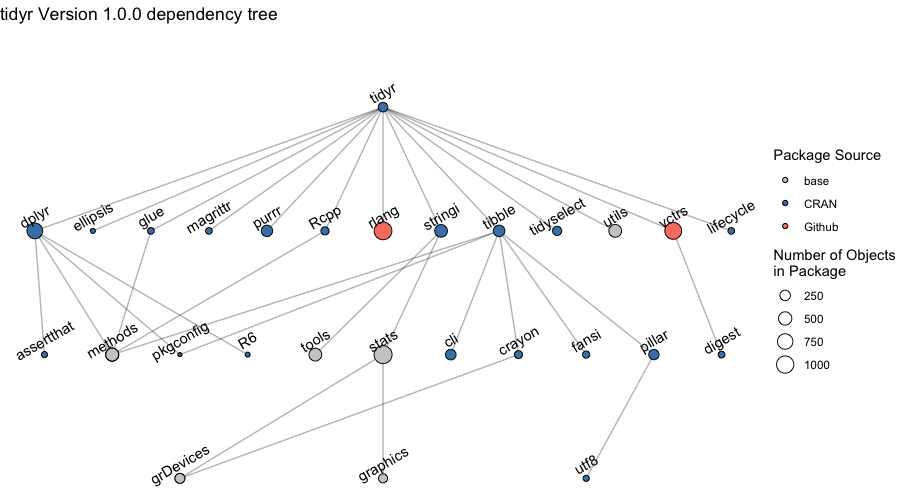 tidyr Version 1.0.0 dependency tree
tidyr
dplyr
ellipsis
glue
magrittr
purrr
Rcpp
rlang
stringi
tibble
tidyselect
utils
vctrs
lifecycle
assertthat
methods
pkgconfig
R6
tools
stats
cli
crayon
fansi
pillar
digest
grDevices
graphics
utf8
Package Source
base
CRAN
Github
Number of Objects
in Package
250
500
750
1000